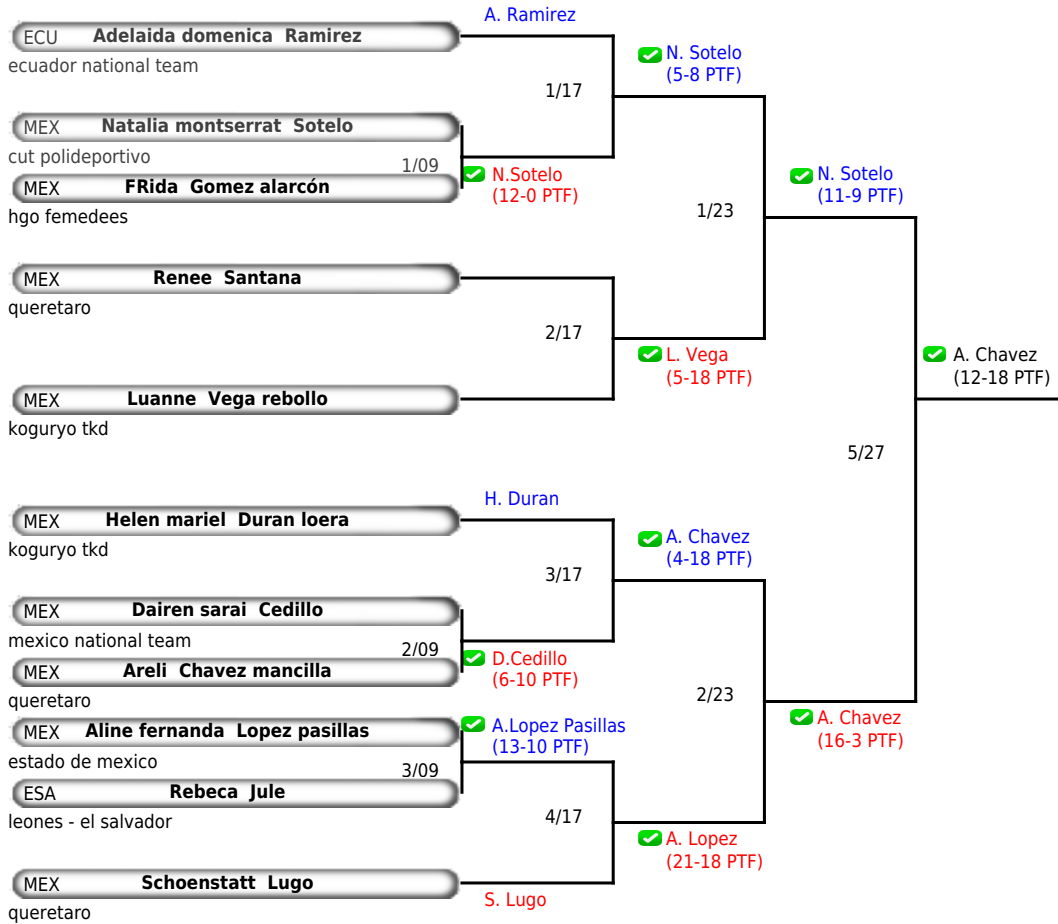 A. Ramirez
ECU Adelaida domenica Ramirez
ecuador national team
N. Sotelo
(5-8 PTF)
1/17
MEX Natalia montserrat Sotelo
cut polideportivo
1/09
MEX FRida Gomez alarcón
hgo femedees
N.Sotelo
(12-0 PTF)
N. Sotelo
(11-9 PTF)
1/23
MEX Renee Santana
queretaro
2/17
L. Vega
(5-18 PTF)
MEX Luanne Vega rebollo
koguryo tkd
A. Chavez
(12-18 PTF)
5/27
H. Duran
MEX Helen mariel Duran loera
koguryo tkd
A. Chavez
(4-18 PTF)
3/17
MEX Dairen sarai Cedillo
mexico national team
2/09
MEX Areli Chavez mancilla
queretaro
D.Cedillo
(6-10 PTF)
2/23
A. Chavez
(16-3 PTF)
MEX Aline fernanda Lopez pasillas
estado de mexico
A.Lopez Pasillas
(13-10 PTF)
3/09
ESA Rebeca Jule
leones - el salvador
4/17
A. Lopez
(21-18 PTF)
MEX Schoenstatt Lugo
queretaro
S. Lugo